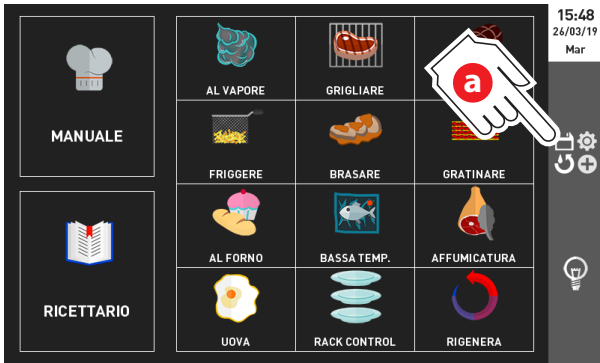 15:48
26/03/19
Mar
a
MANUALE
RICETTARIO
AL VAPORE
GRIGLIARE
FRIGGERE
BRASARE
GRATINARE
AL FORNO
BASSA TEMP.
AFFUMICATURA
UOVA
RACK CONTROL
RIGENERA